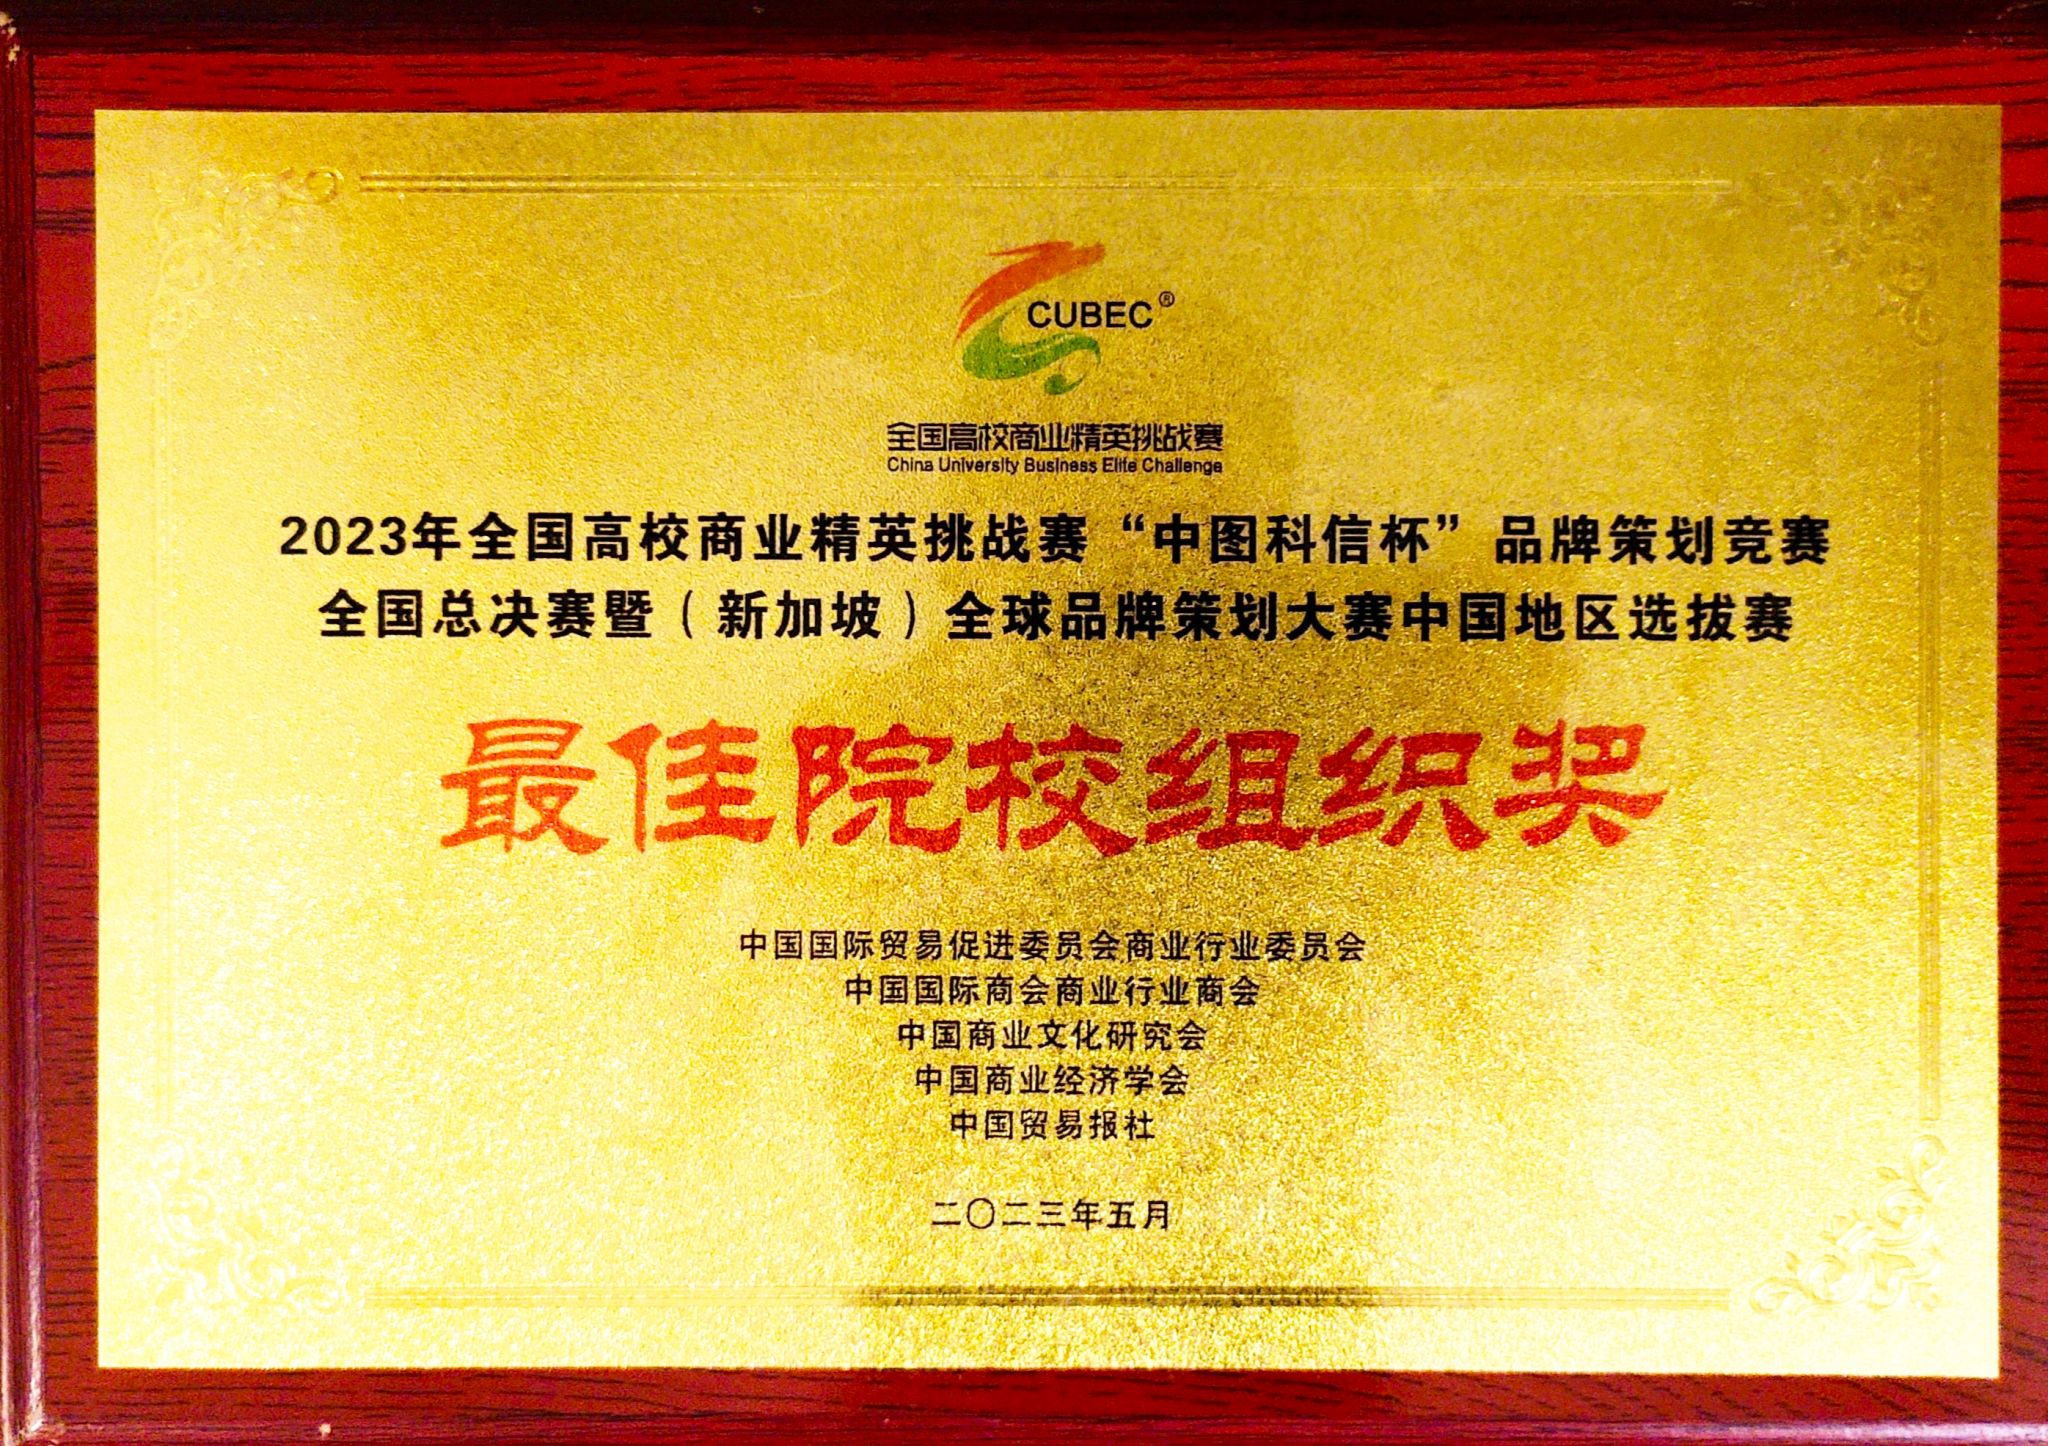 CUBEC®
全国高校商业精英挑战赛
China University Business Elite Challenge
2023年全国高校商业精英挑战赛“中图科信杯”品牌策划竞赛
全国总决赛暨（新加坡）全球品牌策划大赛中国地区选拔赛
最佳院校组织奖
中国国际贸易促进委员会商业行业委员会
中国国际商会商业行业商会
中国商业文化研究会
中国商业经济学会
中国贸易报社
二〇二三年五月